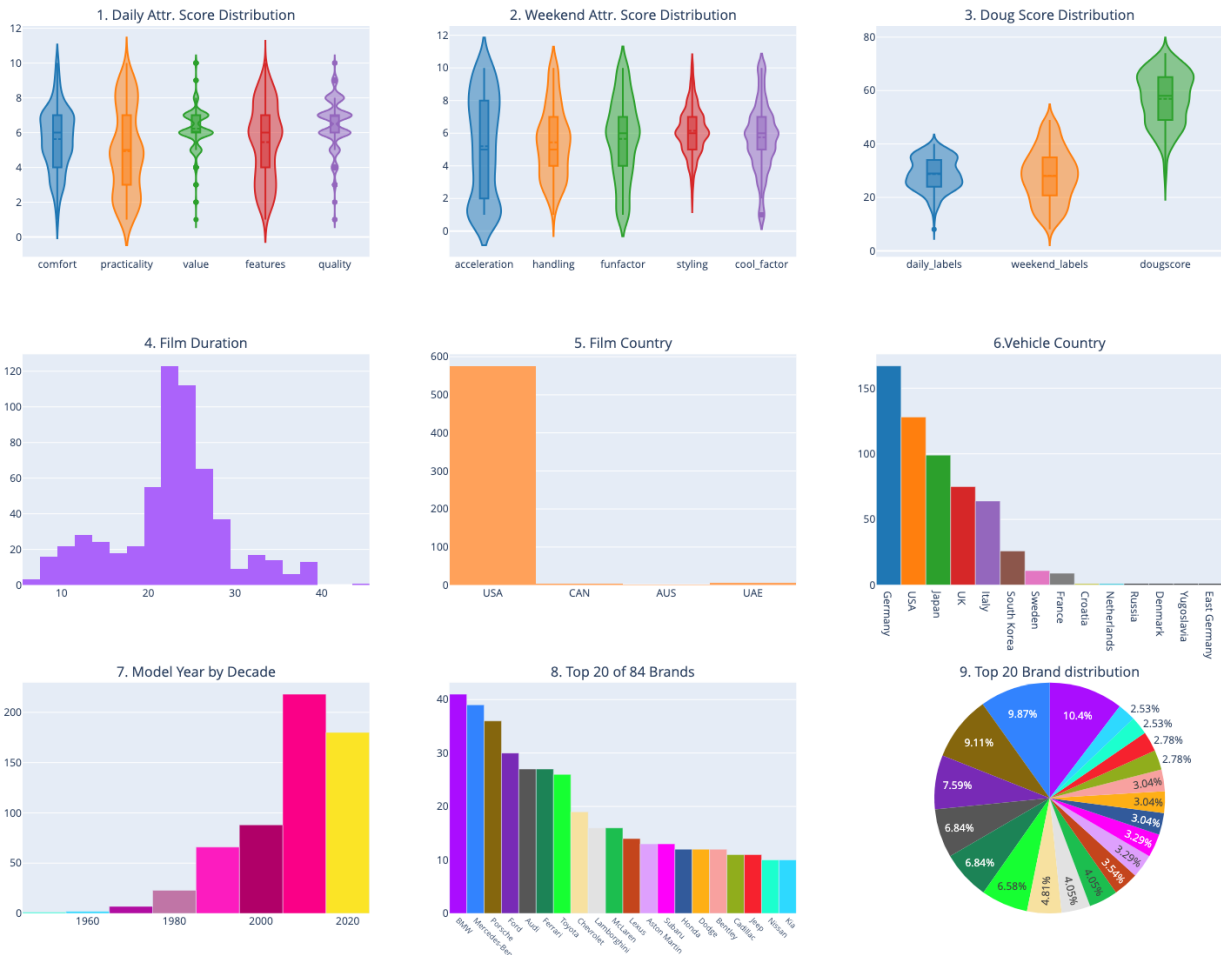 1. Daily Attr. Score Distribution
12
10
8
6
4
2
0
comfort practicality value features quality
2. Weekend Attr. Score Distribution
12
10
8
6
4
2
0
acceleration handling funfactor styling cool_factor
3. Doug Score Distribution
80
60
40
20
0
daily_labels weekend_labels dougscore
4. Film Duration
120
100
80
60
40
20
0
10 20 30 40
5. Film Country
600
500
400
300
200
100
0
USA CAN AUS UAE
6.Vehicle Country
150
100
50
0
Germany
USA
Japan
UK
Italy
South Korea
Sweden
France
Croatia
Netherlands
Russia
Denmark
Yugoslavia
East Germany
7. Model Year by Decade
200
150
100
50
0
1960 1980 2000 2020
8. Top 20 of 84 Brands
40
30
20
10
0
BMW
Mercedes-Ben
Porsche
Ford
Audi
Ferrari
Toyota
Chevrolet
Lamborghini
McLaren
Lexus
Aston Martin
Subaru
Honda
Dodge
Bentley
Cadillac
Jeep
Nissan
Kia
9. Top 20 Brand distribution
10.4%
2.53%
2.53%
2.78%
2.78%
3.04%
3.04%
3.04%
3.29%
3.29%
3.54%
4.05%
4.05%
4.81%
6.58%
6.84%
6.84%
7.59%
9.11%
9.87%